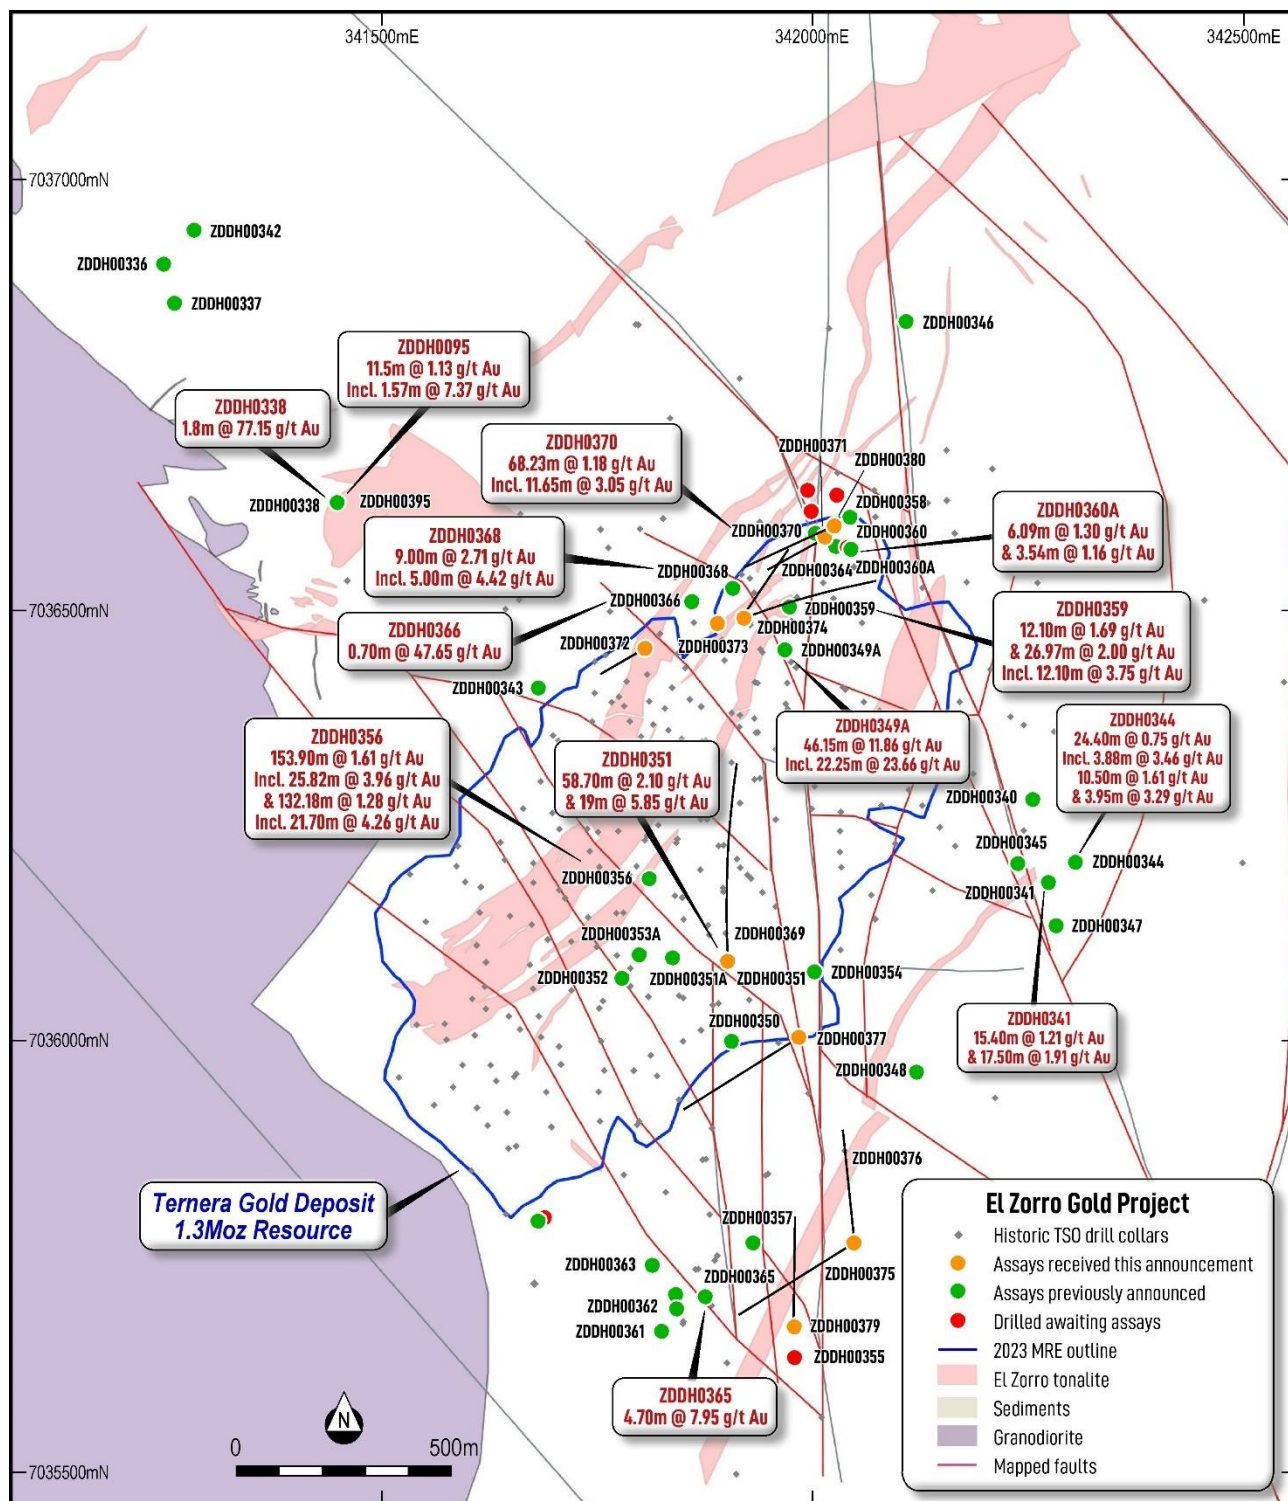 341500mE
342000mE
342500mE
7037000mN
ZDDH00342
ZDDH00336
ZDDH00337
ZDDH00346
ZDDH0095
11.5m @ 1.13 g/t Au
Incl. 1.57m @ 7.37 g/t Au
ZDDH0338
1.8m @ 77.15 g/t Au
ZDDH0370
68.23m @ 1.18 g/t Au
Incl. 11.65m @ 3.05 g/t Au
ZDDH00371
ZDDH00380
ZDDH00358
ZDDH00338
ZDDH00395
ZDDH00370
ZDDH00360
ZDDH0360A
6.09m @ 1.30 g/t Au
& 3.54m @ 1.16 g/t Au
ZDDH0368
9.00m @ 2.71 g/t Au
Incl. 5.00m @ 4.42 g/t Au
ZDDH00368
ZDDH00364
ZDDH00360A
7036500mN
ZDDH00366
ZDDH00359
ZDDH00374
ZDDH0359
12.10m @ 1.69 g/t Au
& 26.97m @ 2.00 g/t Au
Incl. 12.10m @ 3.75 g/t Au
ZDDH0366
0.70m @ 47.65 g/t Au
ZDDH00372
ZDDH00373
ZDDH00349A
ZDDH00343
ZDDH0356
153.90m @ 1.61 g/t Au
Incl. 25.82m @ 3.96 g/t Au
& 132.18m @ 1.28 g/t Au
Incl. 21.70m @ 4.26 g/t Au
ZDDH0351
58.70m @ 2.10 g/t Au
& 19m @ 5.85 g/t Au
ZDDH0349A
46.15m @ 11.86 g/t Au
Incl. 22.25m @ 23.66 g/t Au
ZDDH0344
24.40m @ 0.75 g/t Au
Incl. 3.88m @ 3.46 g/t Au
10.50m @ 1.61 g/t Au
& 3.95m @ 3.29 g/t Au
ZDDH00340
ZDDH00345
ZDDH00344
ZDDH00356
ZDDH00341
ZDDH00347
ZDDH00353A
ZDDH00369
ZDDH00352
ZDDH00351A
ZDDH00351
ZDDH00354
ZDDH0341
15.40m @ 1.21 g/t Au
& 17.50m @ 1.91 g/t Au
ZDDH00350
7036000mN
ZDDH00377
ZDDH00348
ZDDH00376
Ternera Gold Deposit
1.3Moz Resource
ZDDH00357
ZDDH00363
ZDDH00365
ZDDH00375
ZDDH00362
ZDDH00361
ZDDH00379
ZDDH00355
ZDDH0365
4.70m @ 7.95 g/t Au
El Zorro Gold Project
Historic TSO drill collars
Assays received this announcement
Assays previously announced
Drilled awaiting assays
2023 MRE outline
El Zorro tonalite
Sediments
Granodiorite
Mapped faults
N
0
500m
7035500mN